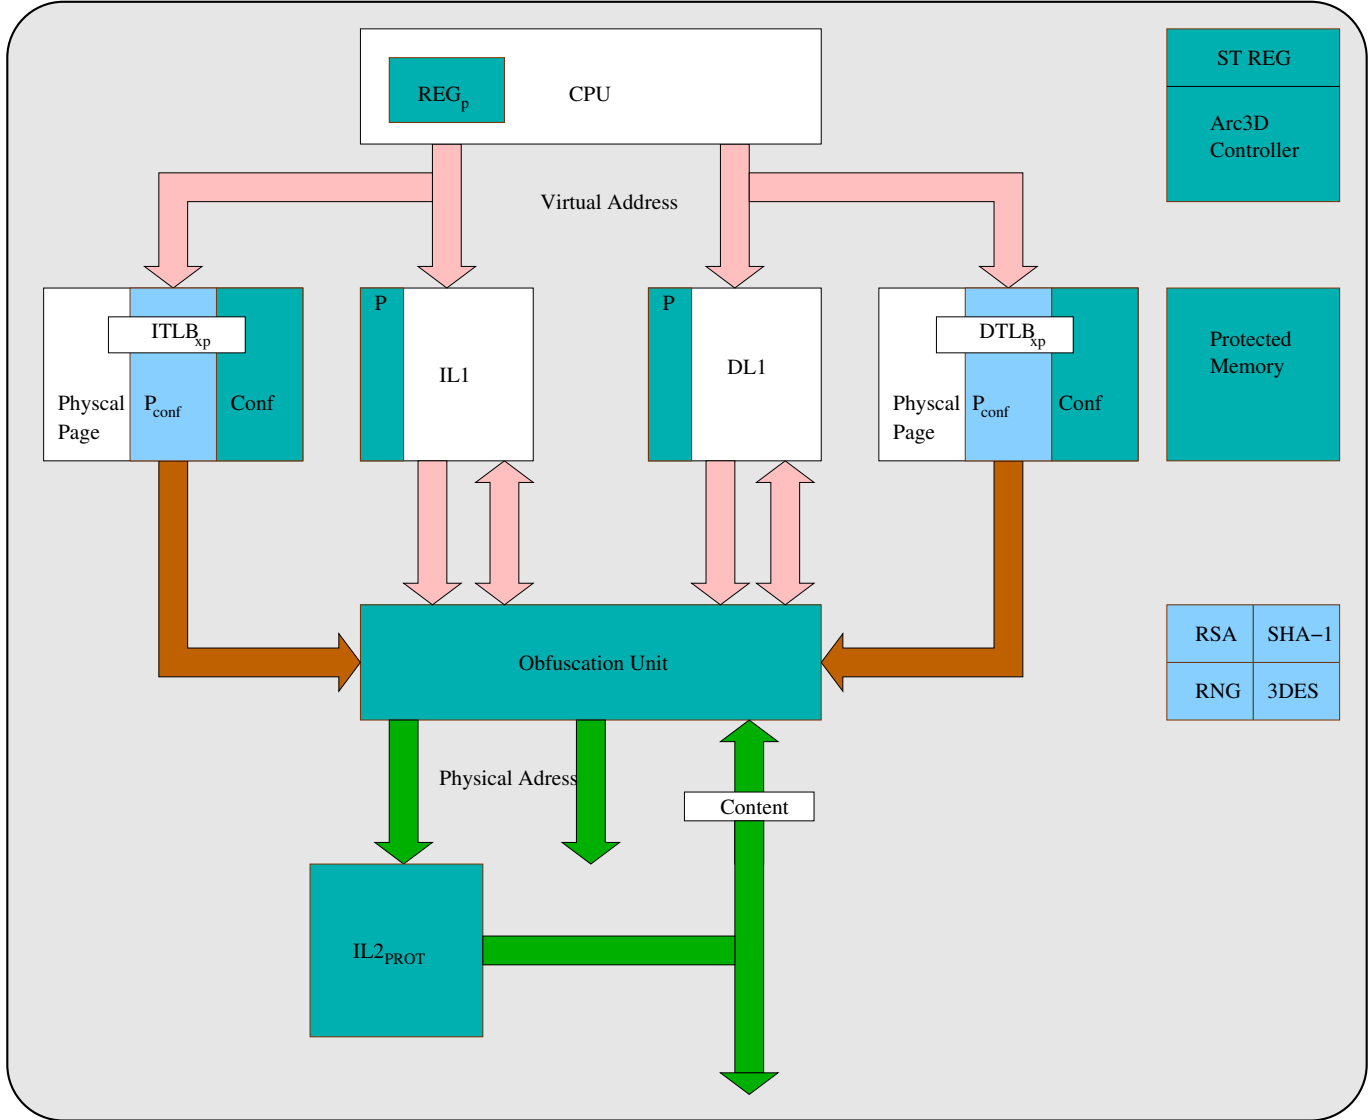 REGp
CPU
ST REG
Arc3D
Controller
Virtual Address
P
P
ITLBxp
DTLBxp
IL1
DL1
Protected
Memory
Physcal
Page
Pconf
Conf
Physcal
Page
Pconf
Conf
Obfuscation Unit
RSA
SHA−1
RNG
3DES
Physical Adress
Content
IL2PROT